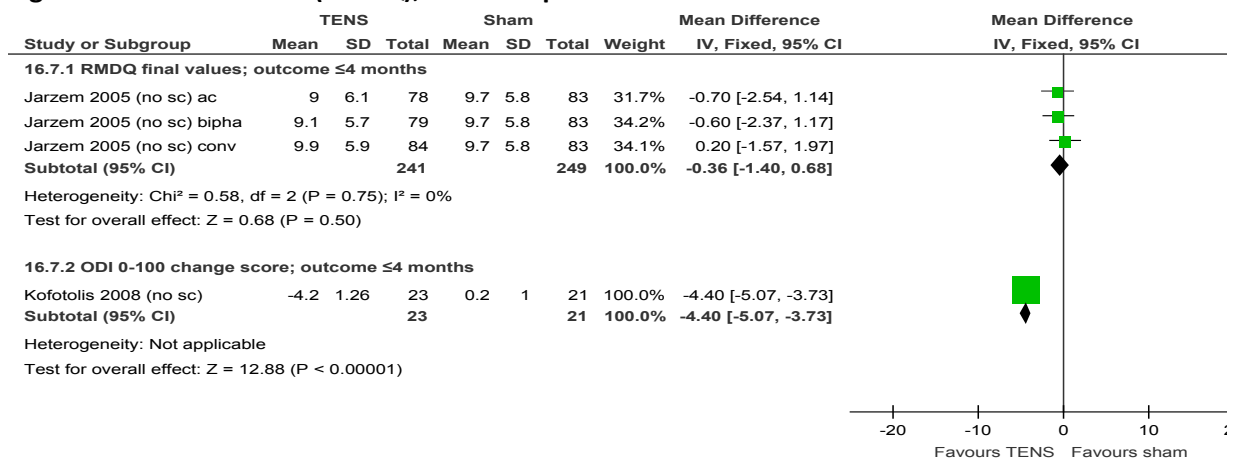 TENS Sham Mean Difference Mean Difference
Study or Subgroup Mean SD Total Mean SD Total Weight IV, Fixed, 95% CI IV, Fixed, 95% CI
16.7.1 RMDQ final values; outcome ≤4 months
Jarzem 2005 (no sc) ac 9 6.1 78 9.7 5.8 83 31.7% -0.70 [-2.54, 1.14]
Jarzem 2005 (no sc) bipha 9.1 5.7 79 9.7 5.8 83 34.2% -0.60 [-2.37, 1.17]
Jarzem 2005 (no sc) conv 9.9 5.9 84 9.7 5.8 83 34.1% 0.20 [-1.57, 1.97]
Subtotal (95% CI) 241 249 100.0% -0.36 [-1.40, 0.68]
Heterogeneity: Chi² = 0.58, df = 2 (P = 0.75); I² = 0%
Test for overall effect: Z = 0.68 (P = 0.50)
16.7.2 ODI 0-100 change score; outcome ≤4 months
Kofotolis 2008 (no sc) -4.2 1.26 23 0.2 1 21 100.0% -4.40 [-5.07, -3.73]
Subtotal (95% CI) 23 21 100.0% -4.40 [-5.07, -3.73]
Heterogeneity: Not applicable
Test for overall effect: Z = 12.88 (P < 0.00001)
-20 -10 0 10
Favours TENS Favours sham